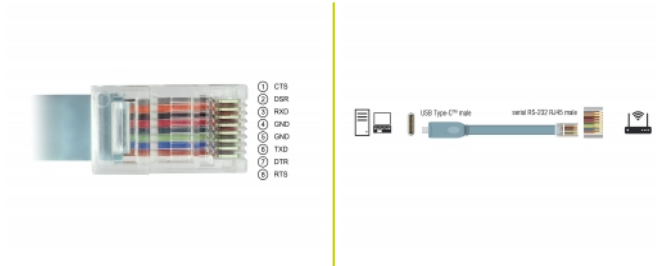 1 CTS
2 DSR
3 RXD
4 GND
5 GND
6 TXD
7 DTR
8 RTS
USB Type-C™ male
serial RS-232 RJ45 male